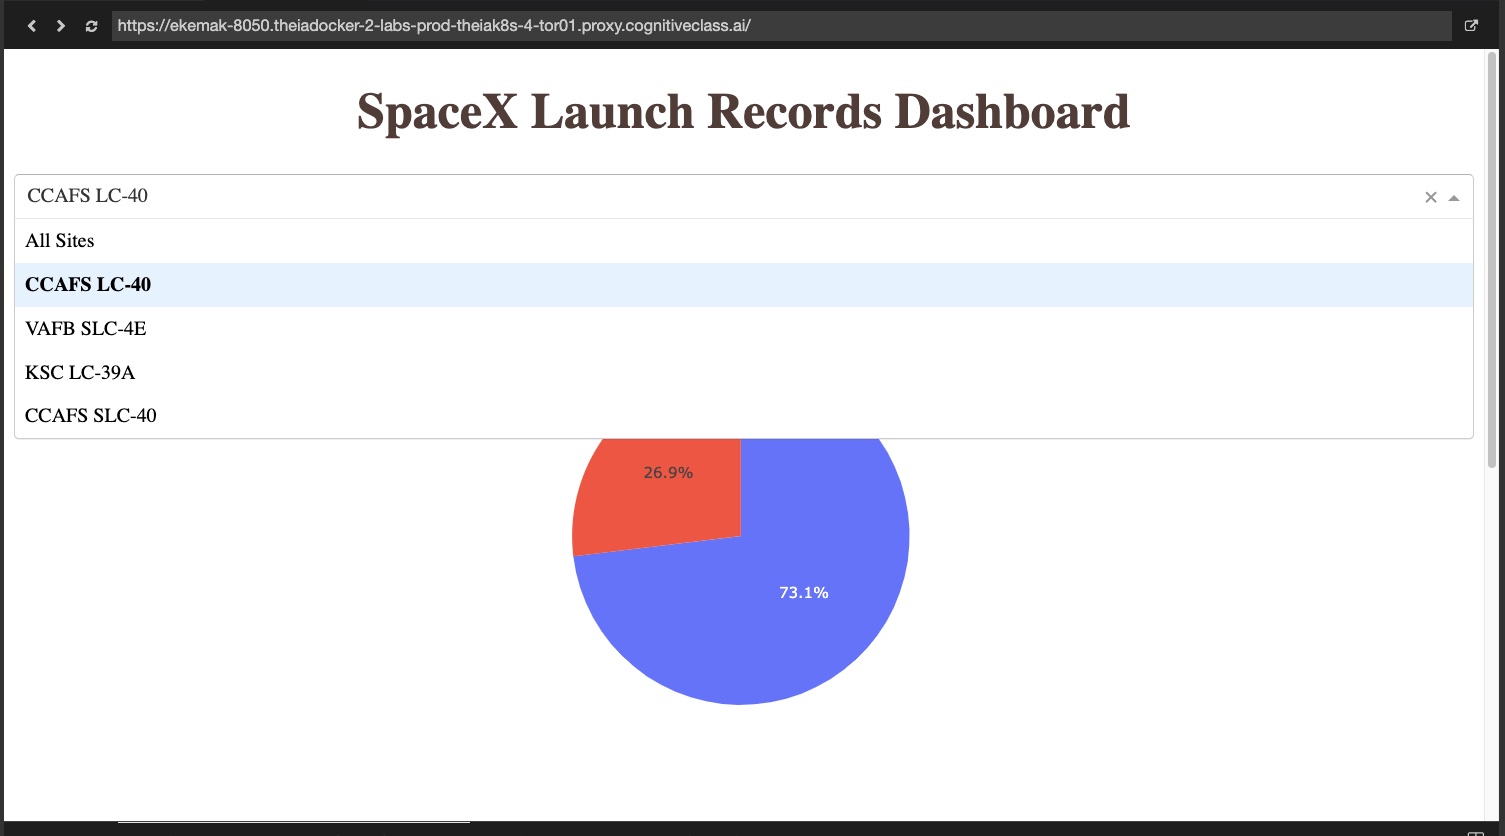 https://ekemak-8050.theiadocker-2-labs-prod-theiak8s-4-tor01.proxy.cognitiveclass.ai/
SpaceX Launch Records Dashboard
CCAFS LC-40
All Sites
CCAFS LC-40
VAFB SLC-4E
KSC LC-39A
CCAFS SLC-40
26.9%
73.1%